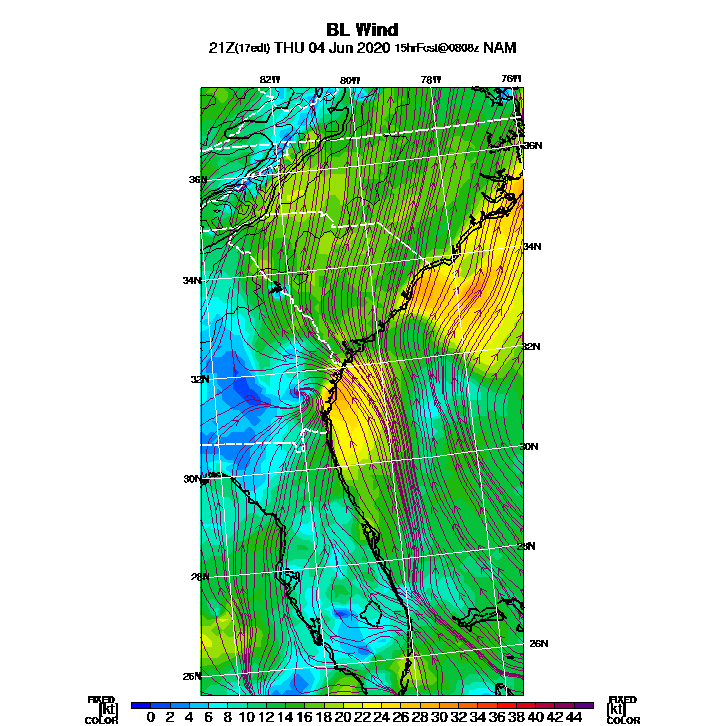 BL Wind
21Z(17edt) THU 04 Jun 2020 15hrFcst@0808z NAM
82W 80W 78W 76W
36N
36N
34N
34N
32N
32N
30N
30N
28N
28N
26N
26N
FIXED FIXED
[kt] 0 2 4 6 8 10 12 14 16 18 20 22 24 26 28 30 32 34 36 38 40 42 44 [kt]
COLOR COLOR